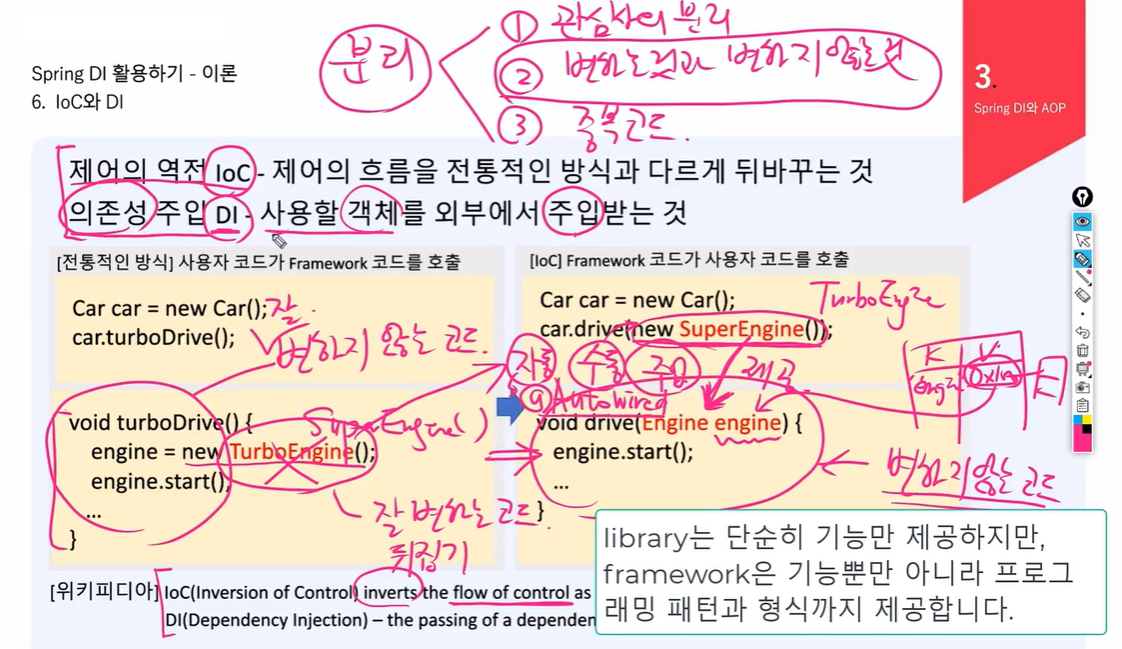 분리
① 관심사의 분리
② 변하는것과 변하지 않는것
③ 중복코드.
Spring DI 활용하기 - 이론
6. IoC와 DI
3.
Spring DI와 AOP
제어의 역전 IoC - 제어의 흐름을 전통적인 방식과 다르게 뒤바꾸는 것
의존성 주입 DI - 사용할 객체를 외부에서 주입받는 것
[전통적인 방식] 사용자 코드가 Framework 코드를 호출
Car car = new Car();
car.turboDrive();
잘.
변하지 않는 코드.
void turboDrive() {
engine = new TurboEngine();
engine.start();
...
}
SuperEngine()
잘 변하는 코드.
뒤집기
[IoC] Framework 코드가 사용자 코드를 호출
Car car = new Car();
car.drive(new SuperEngine());
TurboEngine
자동 수동 주입 제공
@Autowired
K V
engine 0x100
void drive(Engine engine) {
engine.start();
...
}
변하지 않는 코드
[위키피디아] IoC(Inversion of Control) inverts the flow of control as
DI(Dependency Injection) – the passing of a dependen
library는 단순히 기능만 제공하지만,
framework은 기능뿐만 아니라 프로그
래밍 패턴과 형식까지 제공합니다.